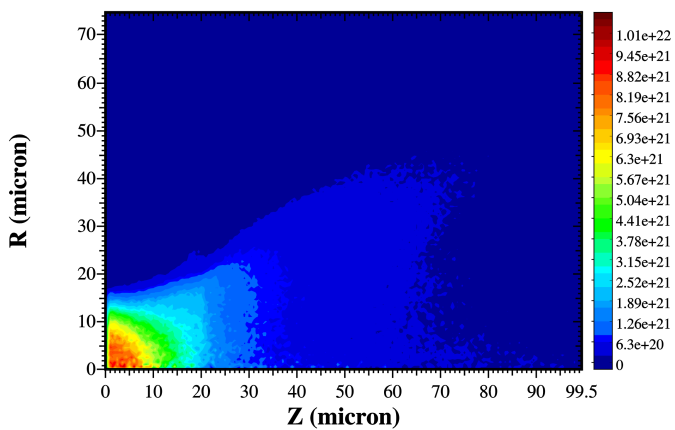 70
60
50
40
30
20
10
0
R (micron)
0 10 20 30 40 50 60 70 80 90 99.5
Z (micron)
1.01e+22
9.45e+21
8.82e+21
8.19e+21
7.56e+21
6.93e+21
6.3e+21
5.67e+21
5.04e+21
4.41e+21
3.78e+21
3.15e+21
2.52e+21
1.89e+21
1.26e+21
6.3e+20
0